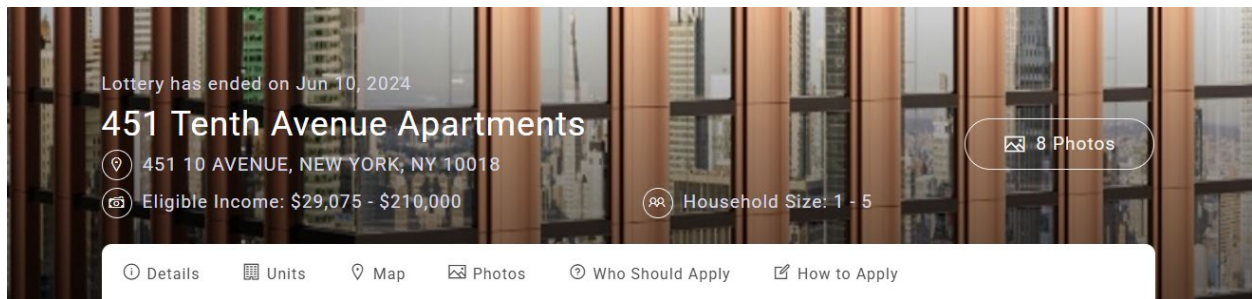 Lottery has ended on Jun 10, 2024
451 Tenth Avenue Apartments
8 Photos
451 10 AVENUE, NEW YORK, NY 10018
Eligible Income: $29,075 - $210,000
Household Size: 1 - 5
Details
Units
Map
Photos
Who Should Apply
How to Apply